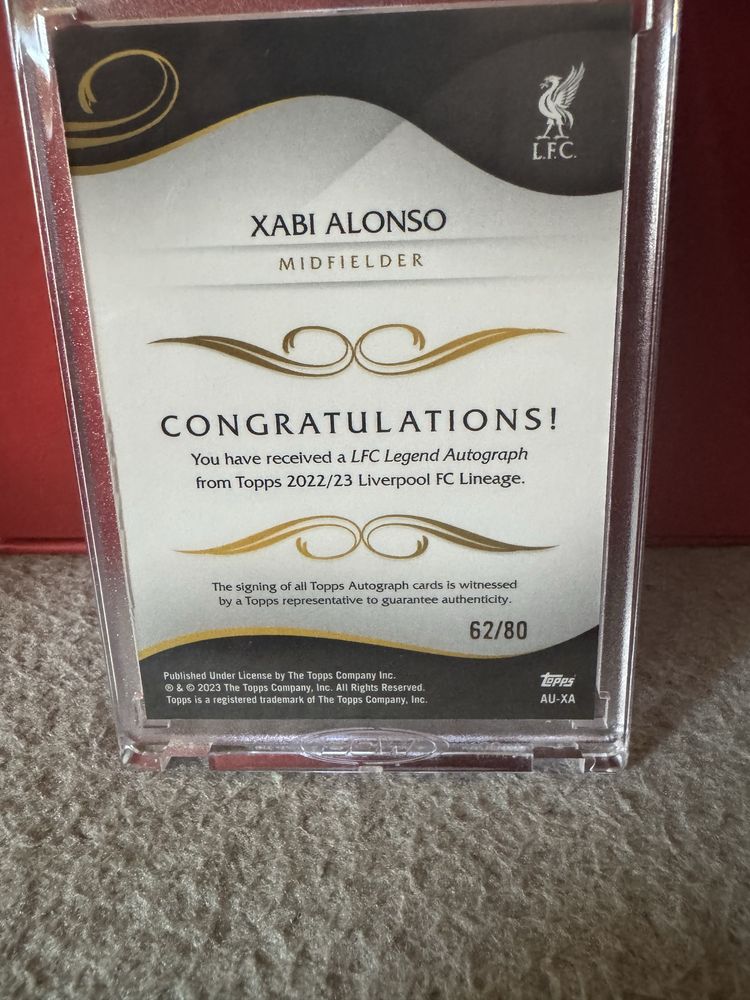 L.F.C.
XABI ALONSO
MIDFIELDER
CONGRATULATIONS!
You have received a LFC Legend Autograph
from Topps 2022/23 Liverpool FC Lineage.
The signing of all Topps Autograph cards is witnessed
by a Topps representative to guarantee authenticity.
62/80
Published Under License by The Topps Company Inc.
® & © 2023 The Topps Company, Inc. All Rights Reserved.
Topps is a registered trademark of The Topps Company, Inc.
topps
AU-XA